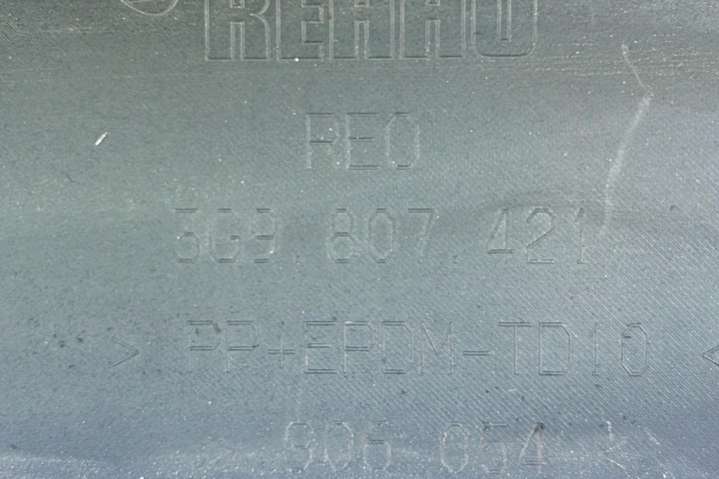 REHAU
REO
5G9 807 421
> PP+EPDM-TD10 <
906 054